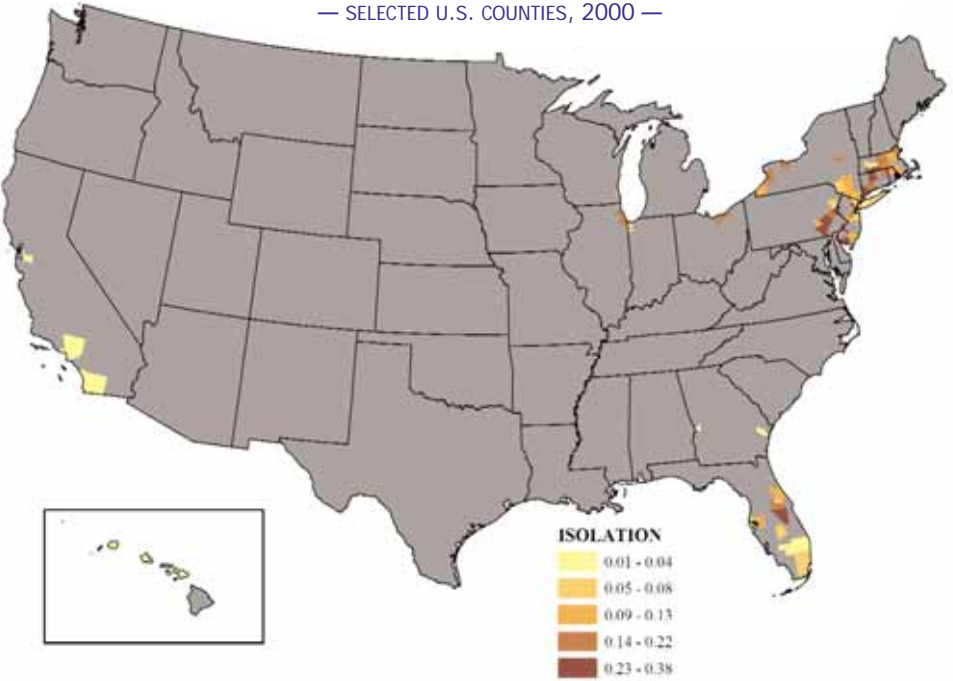 — SELECTED U.S. COUNTIES, 2000 —
ISOLATION
0.01 - 0.04
0.05 - 0.08
0.09 - 0.13
0.14 - 0.22
0.23 - 0.38